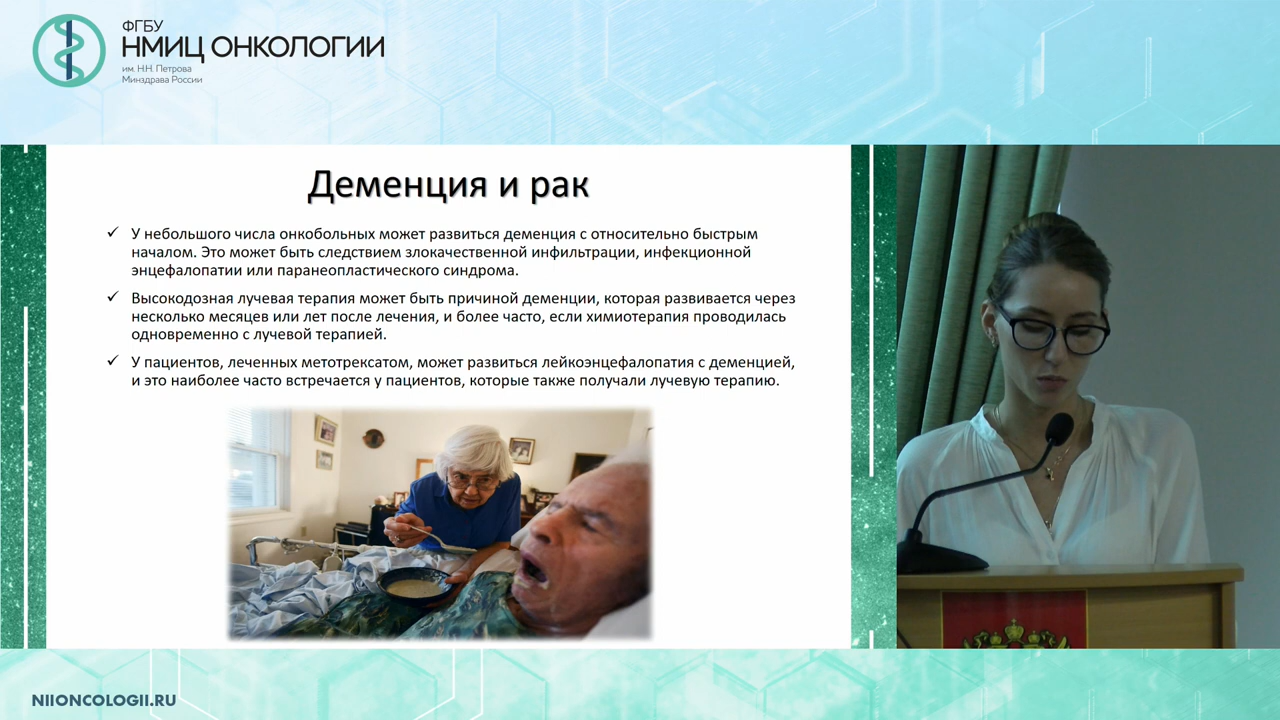 ФГБУ
НМИЦ ОНКОЛОГИИ
им. Н.Н. Петрова
Минздрава России
Деменция и рак
У небольшого числа онкобольных может развиться деменция с относительно быстрым
началом. Это может быть следствием злокачественной инфильтрации, инфекционной
энцефалопатии или паранеопластического синдрома.
Высокодозная лучевая терапия может быть причиной деменции, которая развивается через
несколько месяцев или лет после лечения, и более часто, если химиотерапия проводилась
одновременно с лучевой терапией.
У пациентов, леченных метотрексатом, может развиться лейкоэнцефалопатия с деменцией,
и это наиболее часто встречается у пациентов, которые также получали лучевую терапию.
NIIONCOLOGII.RU